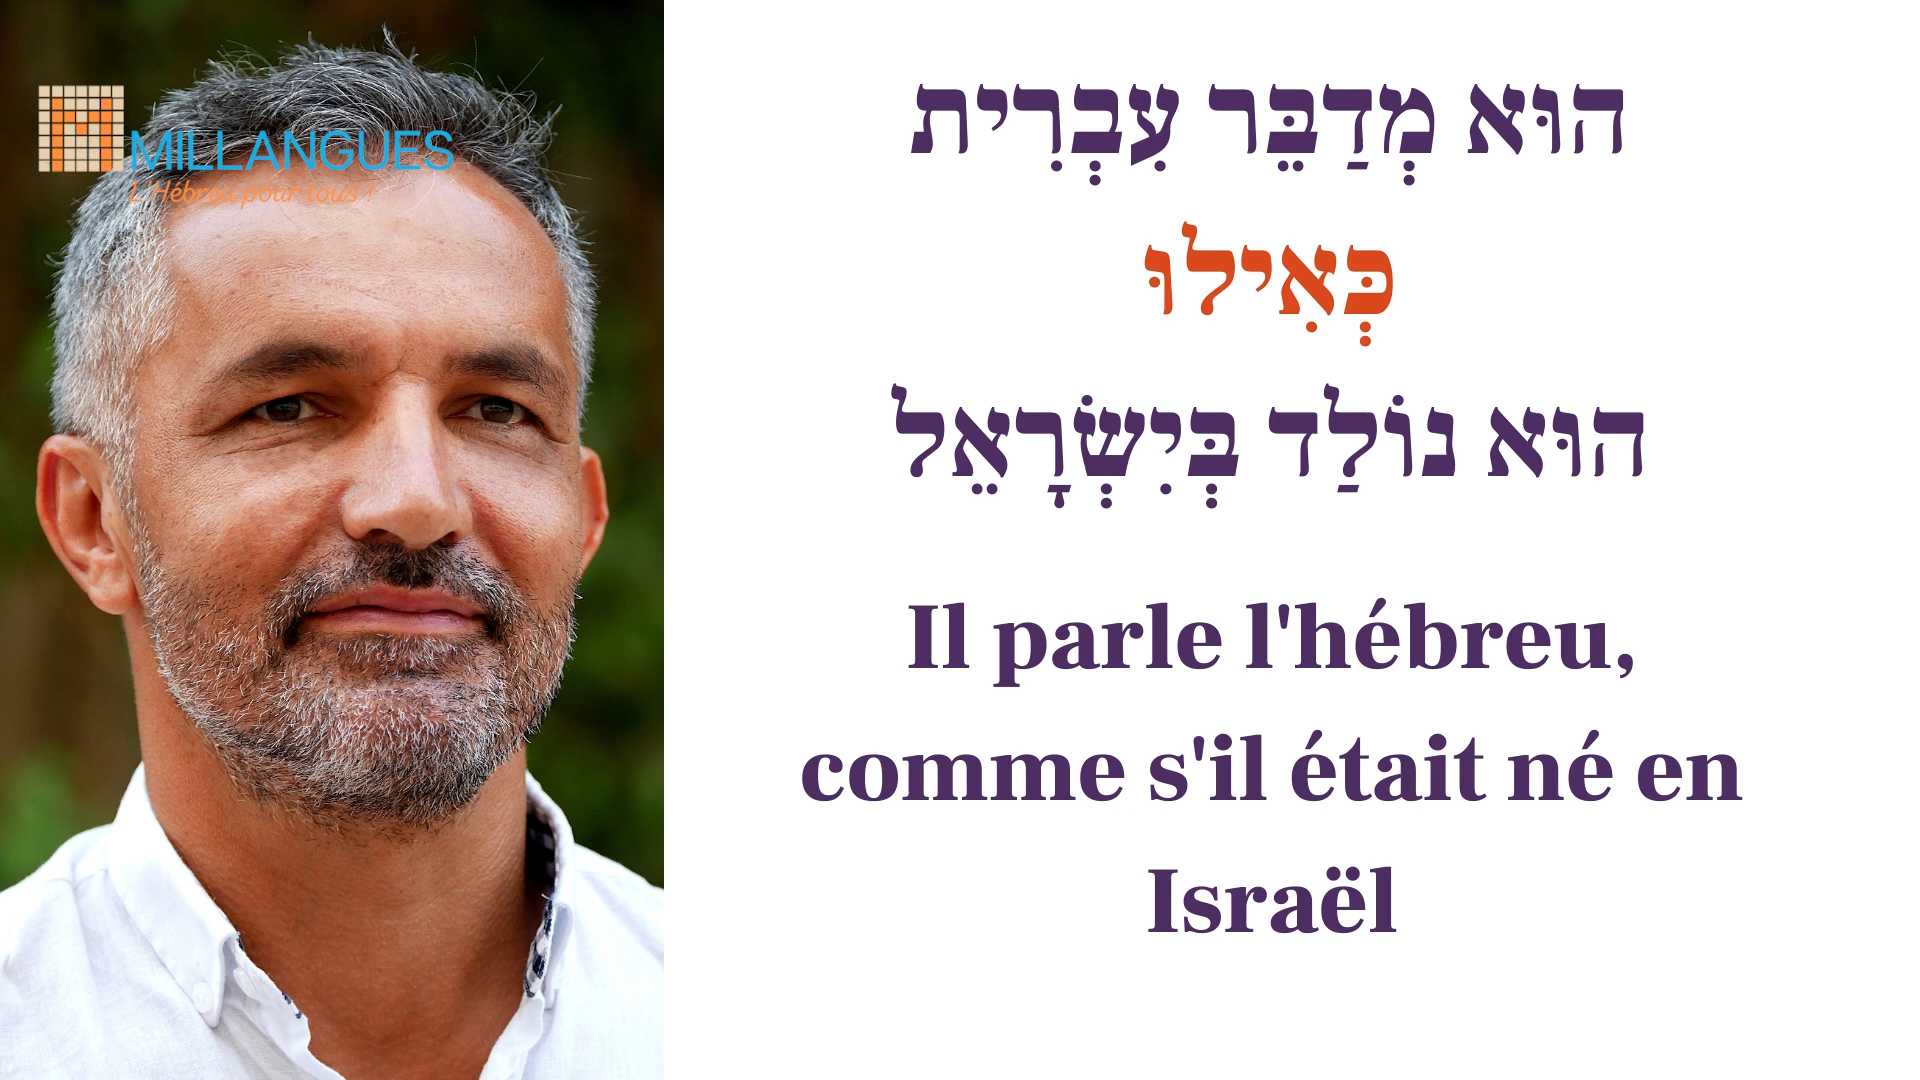 MILLANGUES
L'Hébreu pour tous !
הוּא מְדַבֵּר עִבְרִית
כְּאִילוּ
הוּא נוֹלַד בְּיִשְׂרָאֵל
Il parle l'hébreu,
comme s'il était né en
Israël